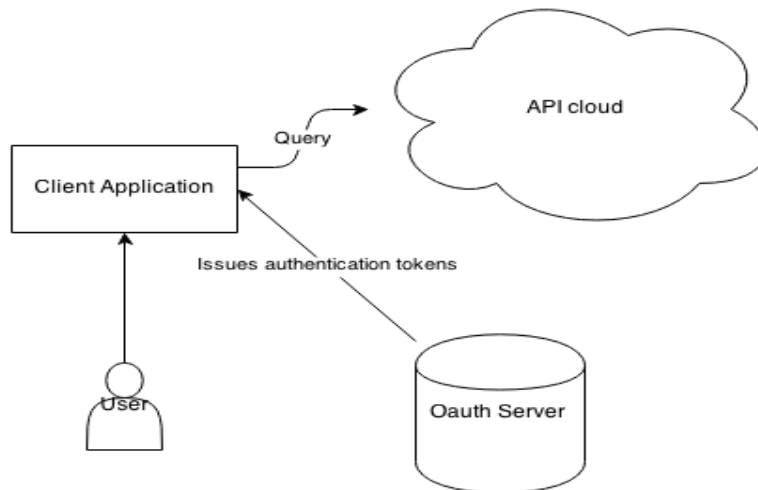 API cloud
Query
Client Application
Issues authentication tokens
User
Oauth Server